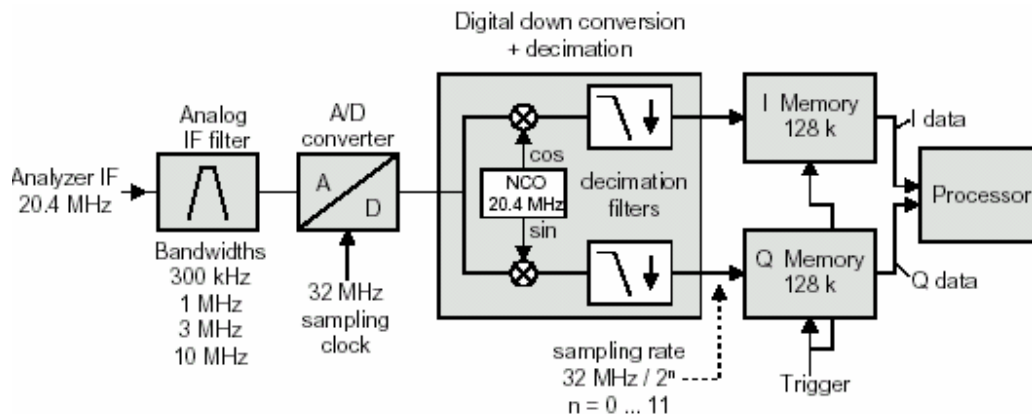 Digital down conversion
+ decimation
Analog
IF filter
A/D
converter
I Memory
128 k
I data
Analyzer IF
20.4 MHz
A
D
cos
NCO
20.4 MHz
sin
decimation
filters
Processor
Bandwidths
300 kHz
1 MHz
3 MHz
10 MHz
32 MHz
sampling
clock
Q Memory
128 k
Q data
sampling rate
32 MHz / 2ⁿ
n = 0 ... 11
Trigger